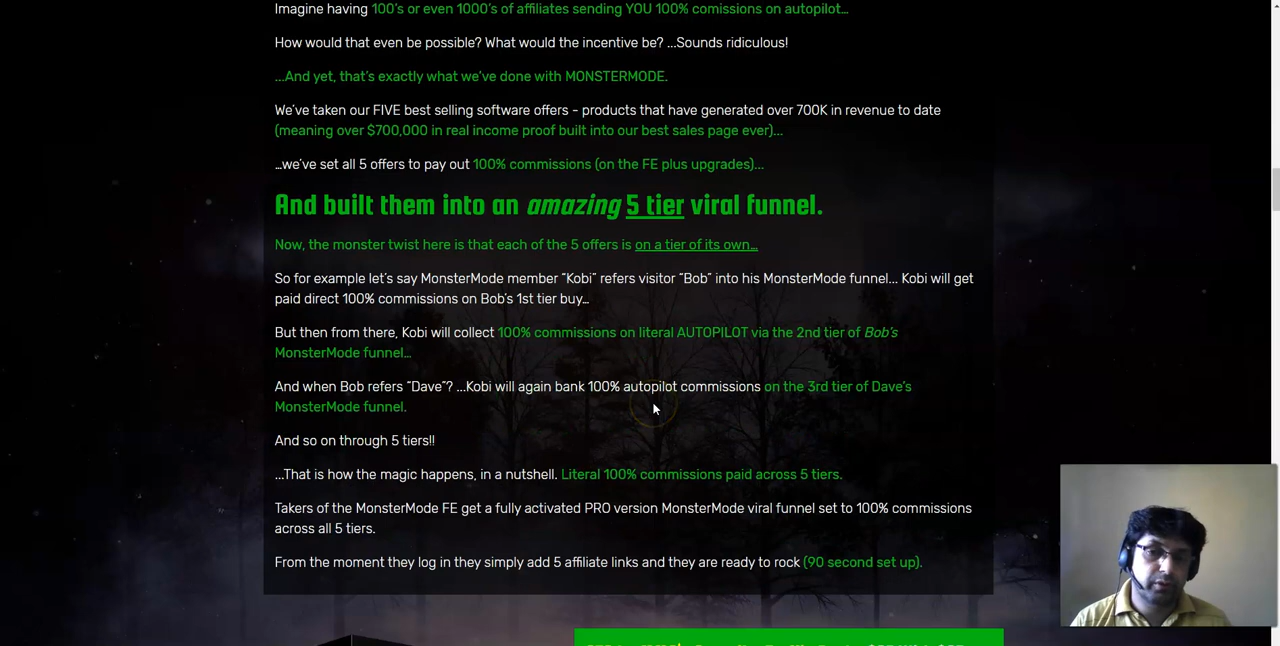 Imagine having 100's or even 1000's of affiliates sending YOU 100% comissions on autopilot...
How would that even be possible? What would the incentive be? ...Sounds ridiculous!
...And yet, that's exactly what we've done with MONSTERMODE.
We've taken our FIVE best selling software offers - products that have generated over 700K in revenue to date
(meaning over $700,000 in real income proof built into our best sales page ever)...
...we've set all 5 offers to pay out 100% commissions (on the FE plus upgrades)...
And built them into an amazing 5 tier viral funnel.
Now, the monster twist here is that each of the 5 offers is on a tier of its own...
So for example let's say MonsterMode member “Kobi” refers visitor “Bob” into his MonsterMode funnel... Kobi will get
paid direct 100% commissions on Bob's 1st tier buy...
But then from there, Kobi will collect 100% commissions on literal AUTOPILOT via the 2nd tier of Bob's
MonsterMode funnel...
And when Bob refers “Dave”? ...Kobi will again bank 100% autopilot commissions on the 3rd tier of Dave's
MonsterMode funnel.
And so on through 5 tiers!!
...That is how the magic happens, in a nutshell. Literal 100% commissions paid across 5 tiers.
Takers of the MonsterMode FE get a fully activated PRO version MonsterMode viral funnel set to 100% commissions
across all 5 tiers.
From the moment they log in they simply add 5 affiliate links and they are ready to rock (90 second set up).